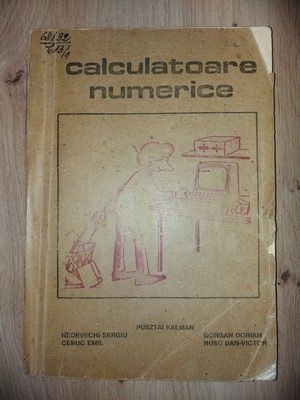 calculatoare
numerice
PUSZTAI KALMAN
NEDEVSCHI SERGIU GORGAN DORIAN
CEBUC EMIL RUSU DAN-VICTOR